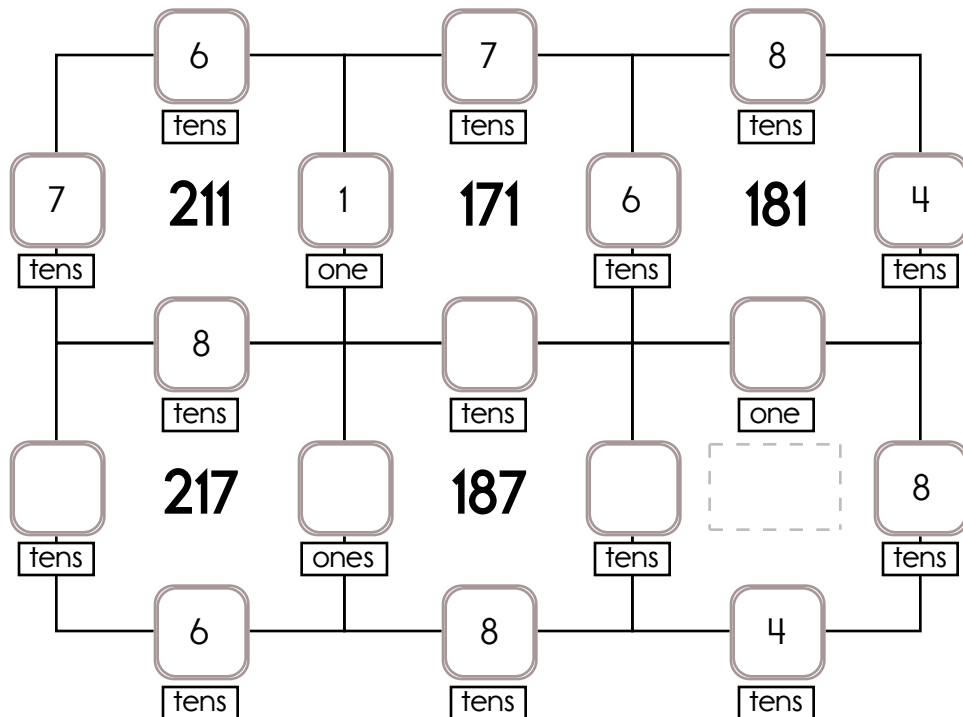 6 7 8
tens tens tens
7 211 1 171 6 181 4
tens one tens tens
8
tens tens one
217 187 8
tens ones tens tens
6 8 4
tens tens tens